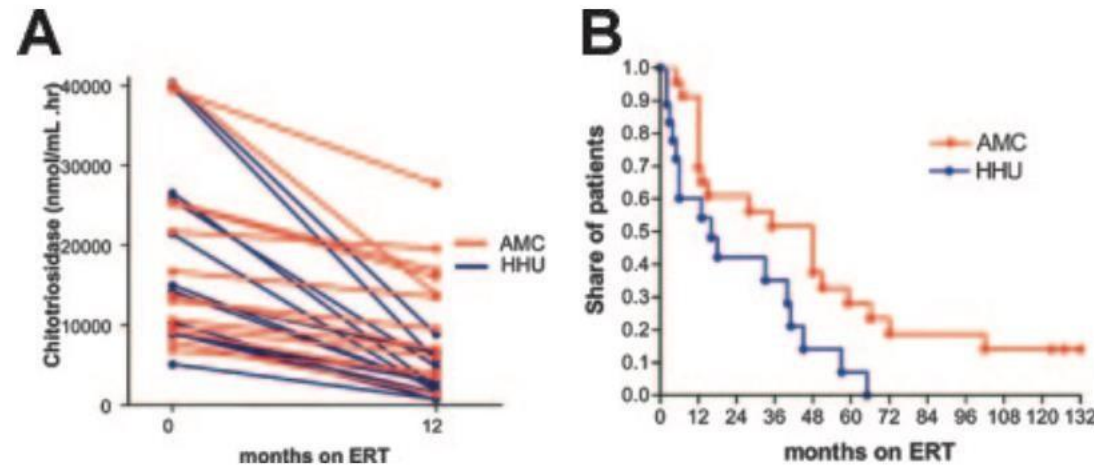 A
Chitotriosidase (nmol/mL .hr)
40000
30000
20000
10000
0
0 12
months on ERT
AMC
HHU
B
Share of patients
1.0
0.9
0.8
0.7
0.6
0.5
0.4
0.3
0.2
0.1
0.0
0 12 24 36 48 60 72 84 96 108 120 132
months on ERT
AMC
HHU